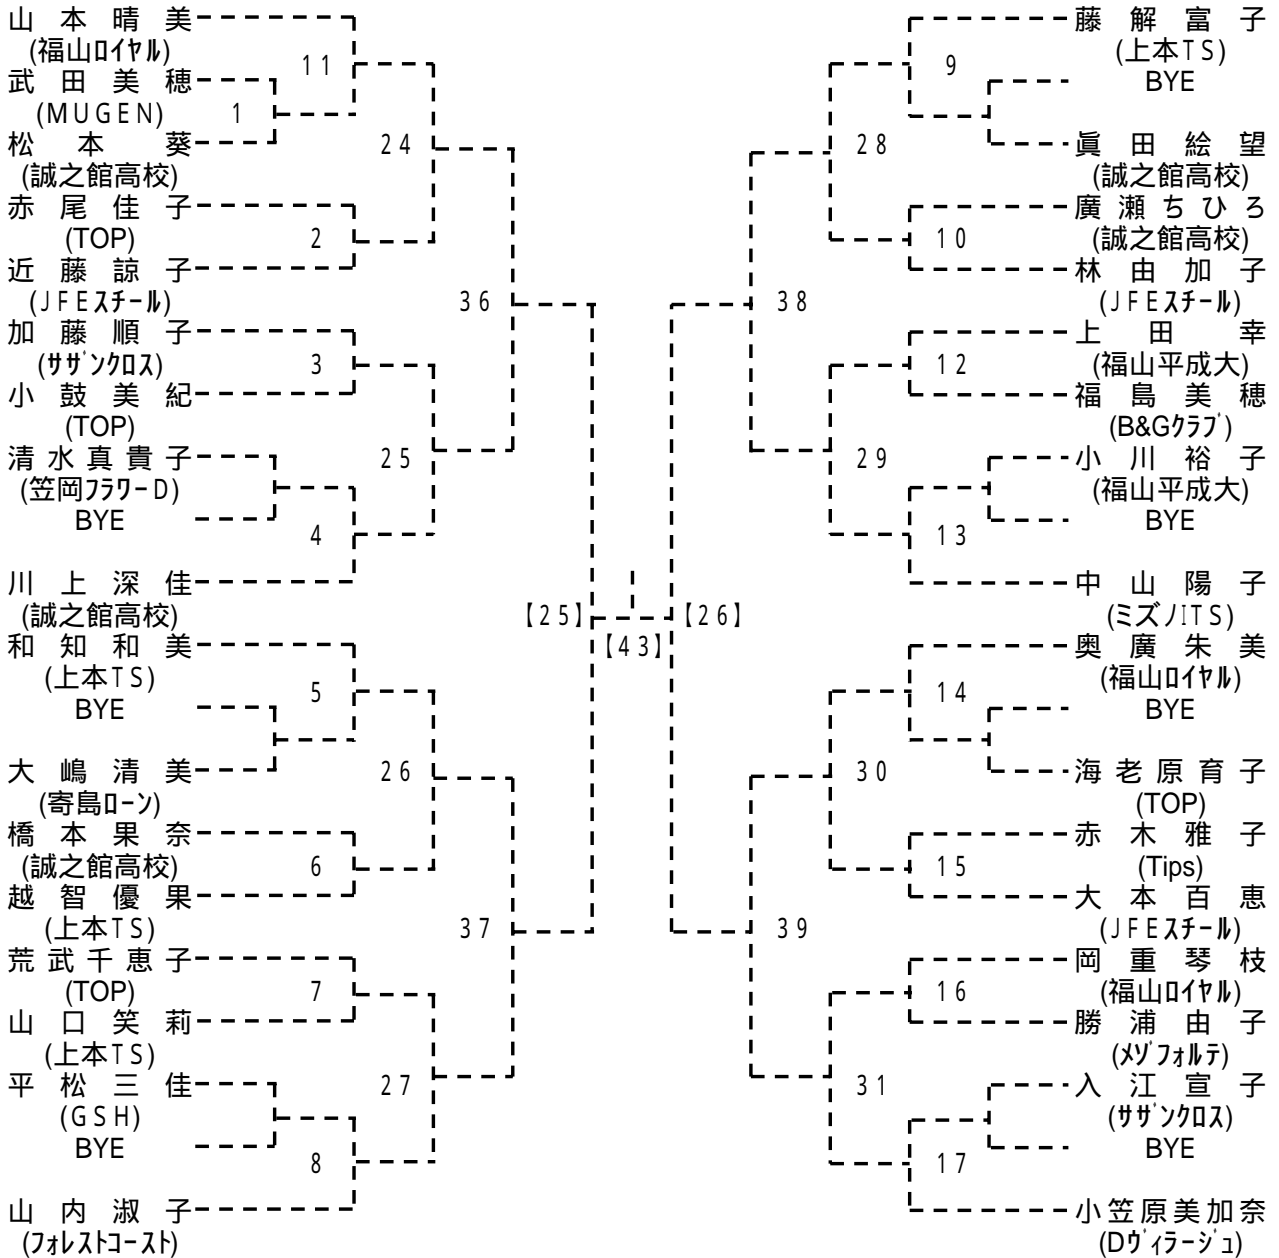 山本晴美
(福山ﾛｲﾔﾙ)
11
武田美穂
(MUGEN)
1
松本葵
(誠之館高校)
24
赤尾佳子
(TOP)
2
近藤諒子
(JFEｽﾁｰﾙ)
36
加藤順子
(ｻｻﾞﾝｸﾛｽ)
3
小鼓美紀
(TOP)
清水真貴子
(笠岡ﾌﾗﾜｰD)
25
BYE
4
川上深佳
(誠之館高校)
【25】
和知和美
(上本TS)
5
BYE
大嶋清美
(寄島ﾛｰﾝ)
26
橋本果奈
(誠之館高校)
6
越智優果
(上本TS)
37
荒武千恵子
(TOP)
7
山口笑莉
(上本TS)
平松三佳
(GSH)
27
BYE
8
山内淑子
(ﾌｫﾚｽﾄｺｰｽﾄ)
【43】
藤解富子
(上本TS)
9
BYE
28
眞田絵望
(誠之館高校)
廣瀬ちひろ
(誠之館高校)
10
林由加子
(JFEｽﾁｰﾙ)
38
上田幸
(福山平成大)
12
福島美穂
(B&Gｸﾗﾌﾞ)
29
小川裕子
(福山平成大)
BYE
13
中山陽子
(ミズノITS)
【26】
奥廣朱美
(福山ﾛｲﾔﾙ)
14
BYE
30
海老原育子
(TOP)
赤木雅子
(Tips)
15
大本百恵
(JFEｽﾁｰﾙ)
39
岡重琴枝
(福山ﾛｲﾔﾙ)
16
勝浦由子
(ﾒｿﾞﾌｫﾙﾃ)
31
入江宣子
(ｻｻﾞﾝｸﾛｽ)
BYE
17
小笠原美加奈
(Dｳﾞｨﾗｰｼﾞｭ)